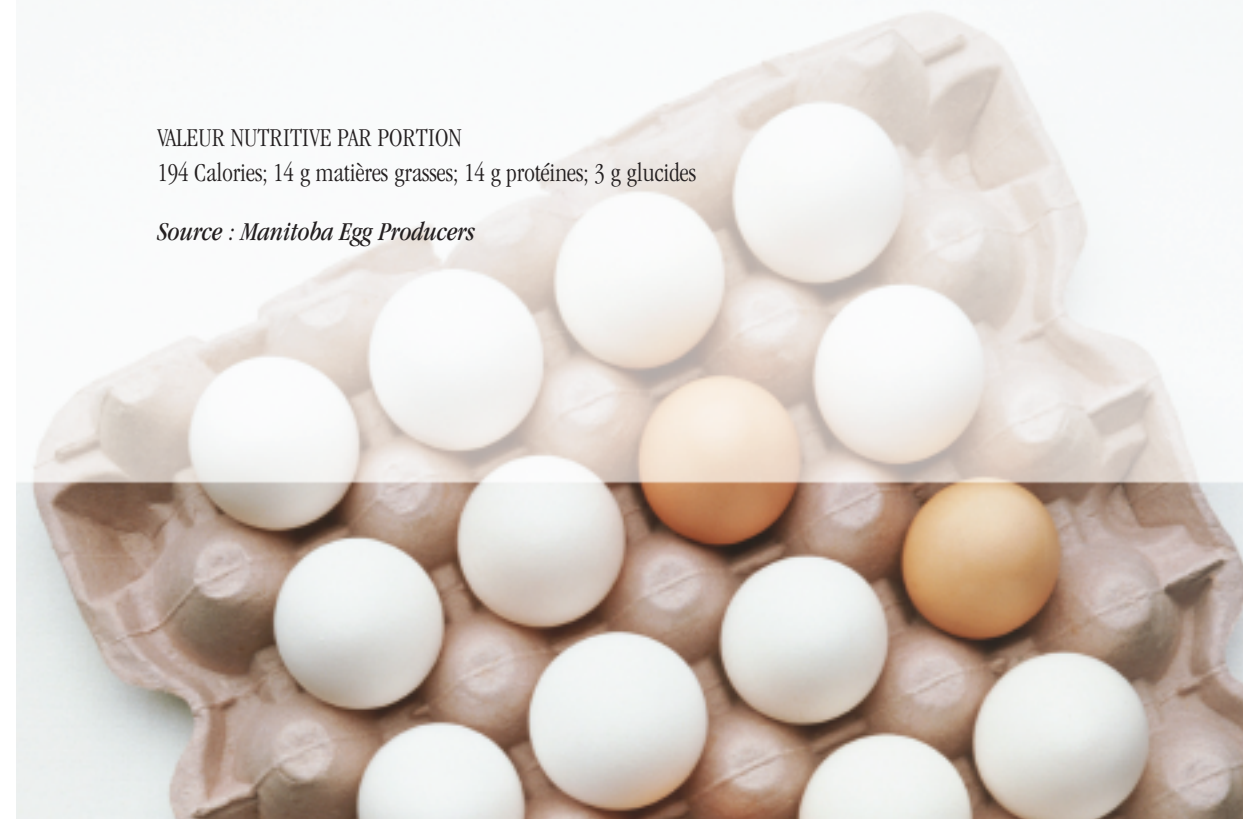 VALEUR NUTRITIVE PAR PORTION
194 Calories; 14 g matières grasses; 14 g protéines; 3 g glucides
Source : Manitoba Egg Producers